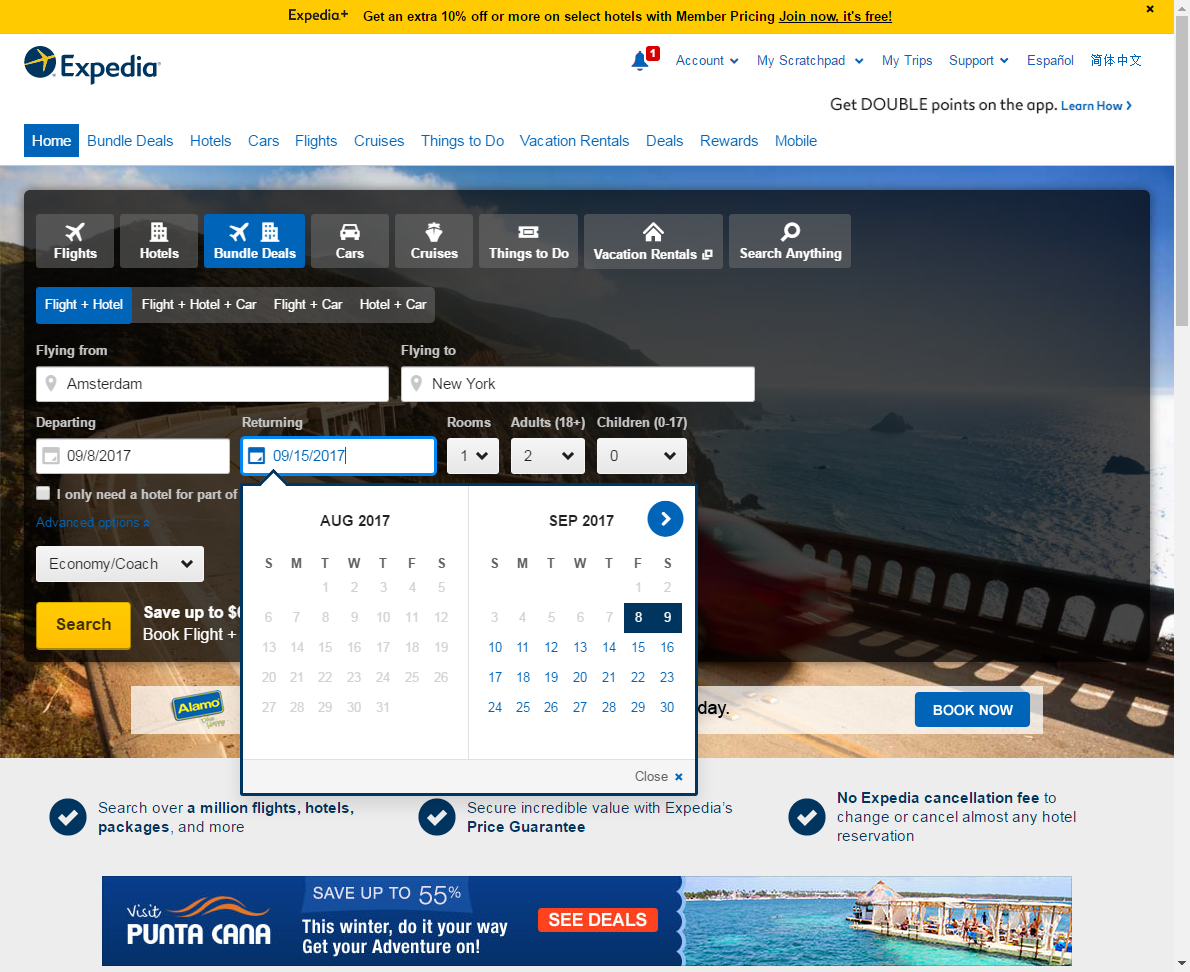 Expedia+ Get an extra 10% off or more on select hotels with Member Pricing Join now, it's free!
Expedia
1 Account My Scratchpad My Trips Support Español 简体中文
Get DOUBLE points on the app. Learn How
Home Bundle Deals Hotels Cars Flights Cruises Things to Do Vacation Rentals Deals Rewards Mobile
Flights Hotels Bundle Deals Cars Cruises Things to Do Vacation Rentals Search Anything
Flight + Hotel Flight + Hotel + Car Flight + Car Hotel + Car
Flying from Flying to
Amsterdam New York
Departing Returning Rooms Adults (18+) Children (0-17)
09/8/2017 09/15/2017 1 2 0
I only need a hotel for part of
Advanced options
AUG 2017 SEP 2017
Economy/Coach
S M T W T F S S M T W T F S
1 2 3 4 5 1 2
6 7 8 9 10 11 12 3 4 5 6 7 8 9
13 14 15 16 17 18 19 10 11 12 13 14 15 16
20 21 22 23 24 25 26 17 18 19 20 21 22 23
27 28 29 30 31 24 25 26 27 28 29 30
Search
Save up to $
Book Flight +
Alamo
day.
BOOK NOW
Close
Search over a million flights, hotels,
packages, and more
Secure incredible value with Expedia's
Price Guarantee
No Expedia cancellation fee to
change or cancel almost any hotel
reservation
Visit
PUNTA CANA
SAVE UP TO 55%
This winter, do it your way
Get your Adventure on!
SEE DEALS